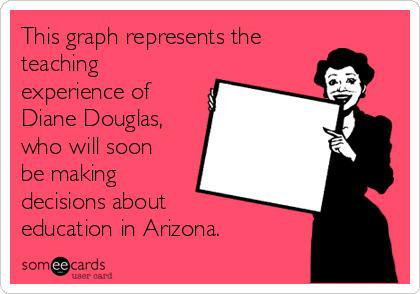 This graph represents the
teaching
experience of
Diane Douglas,
who will soon
be making
decisions about
education in Arizona.
someecards
user card